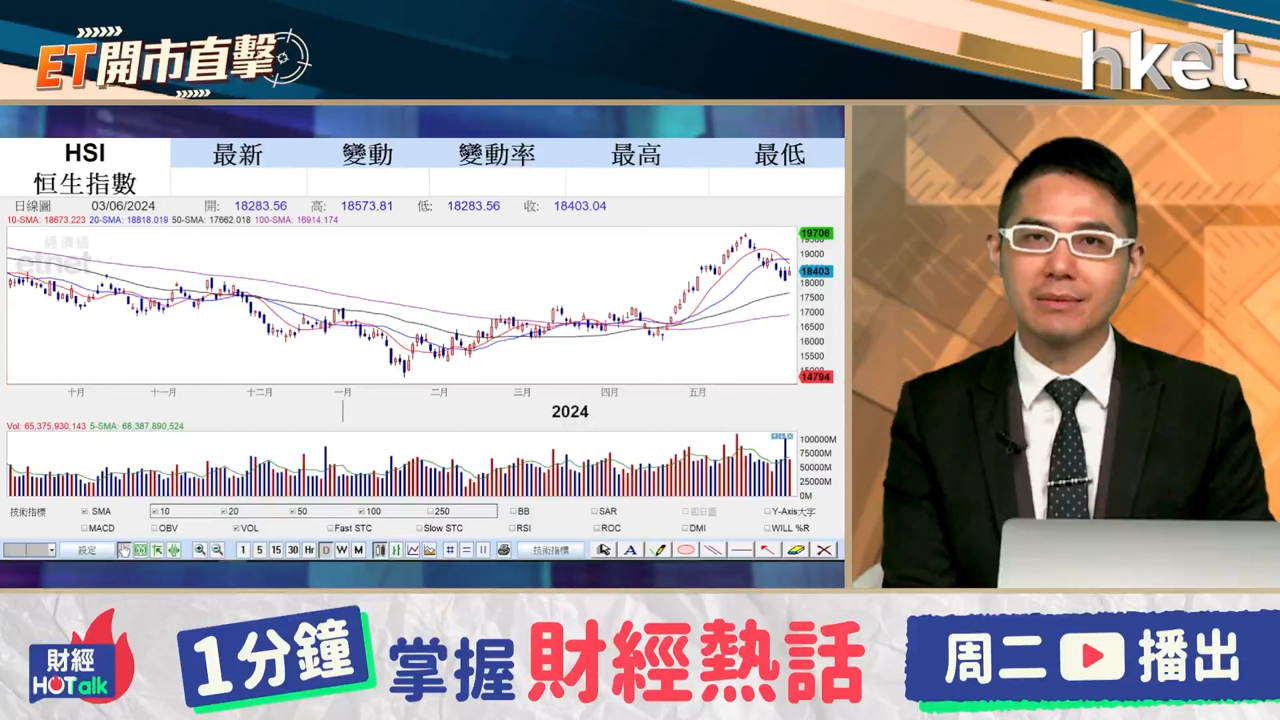 ET開市直擊
hket
HSI 最新 變動 變動率 最高 最低
恒生指數
日線圖 03/06/2024 開: 18283.56 高: 18573.81 低: 18283.56 收: 18403.04
10-SMA: 18673.223 20-SMA: 18818.019 50-SMA: 17662.018 100-SMA: 16914.174
經濟通
etnet
19706
19500
19000
18403
18000
17500
17000
16500
16000
15500
15000
14794
十月 十一月 十二月 一月 二月 三月 四月 五月
2024
Vol: 65,375,930,143 5-SMA: 68,387,890,524
100000M
75000M
50000M
25000M
0M
技術指標 SMA 10 20 50 100 250 BB SAR Y-Axis大字
MACD OBV VOL Fast STC Slow STC RSI ROC DMI WILL %R
設定 1 5 15 30 Hr D W M 技術指標 A
財經
HOTalk
1分鐘
掌握財經熱話
周二播出